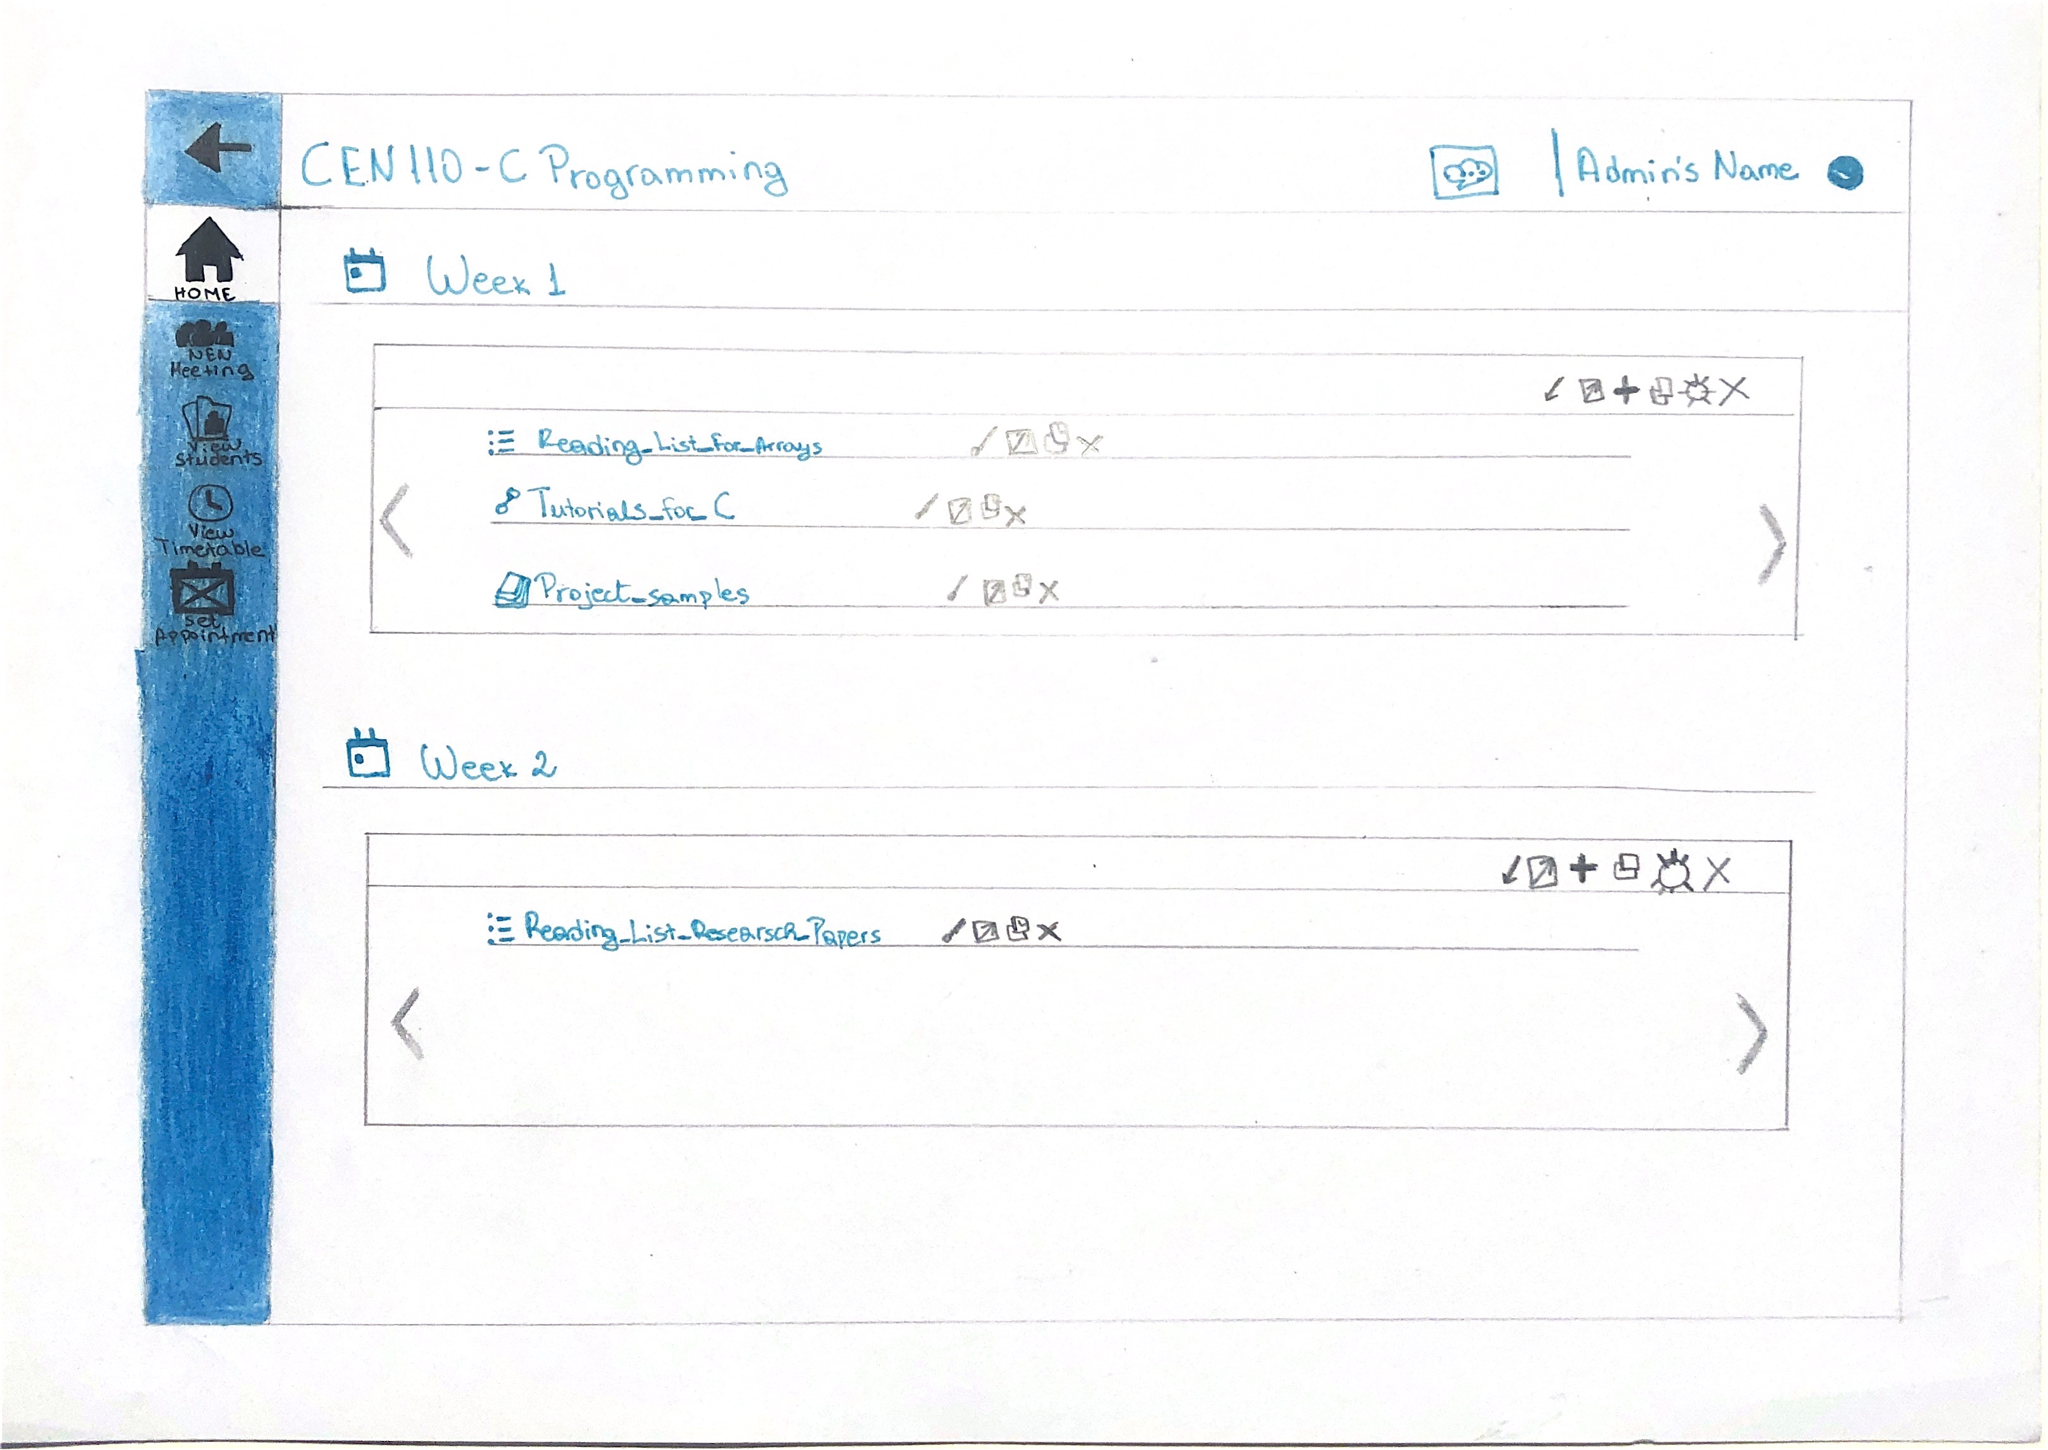 CEN110-C Programming
Admin's Name
HOME
NEW
Meeting
View
Students
View
Timetable
Set
Appointment
Week 1
Reading_List_For_Arrays
Tutorials_for_C
Project_samples
Week 2
Reading_List_Researsch_Papers